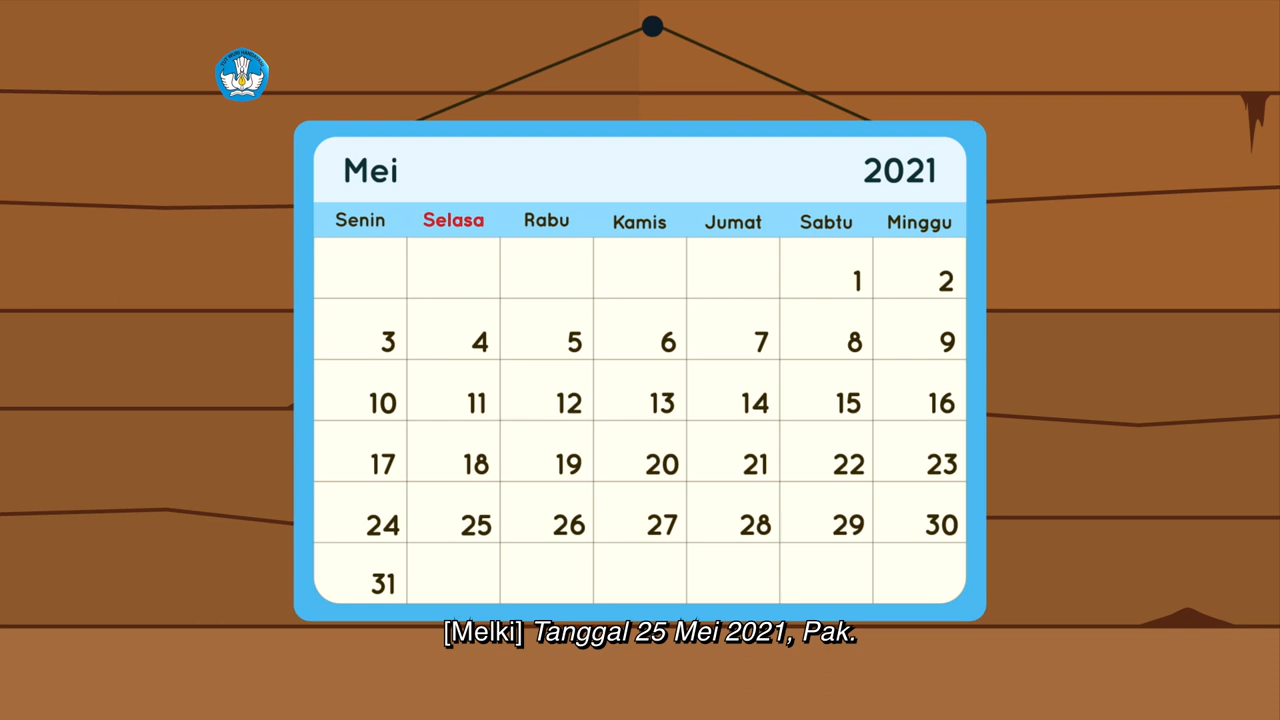 Mei 2021
Senin Selasa Rabu Kamis Jumat Sabtu Minggu
1 2
3 4 5 6 7 8 9
10 11 12 13 14 15 16
17 18 19 20 21 22 23
24 25 26 27 28 29 30
31
[Melki] Tanggal 25 Mei 2021, Pak.